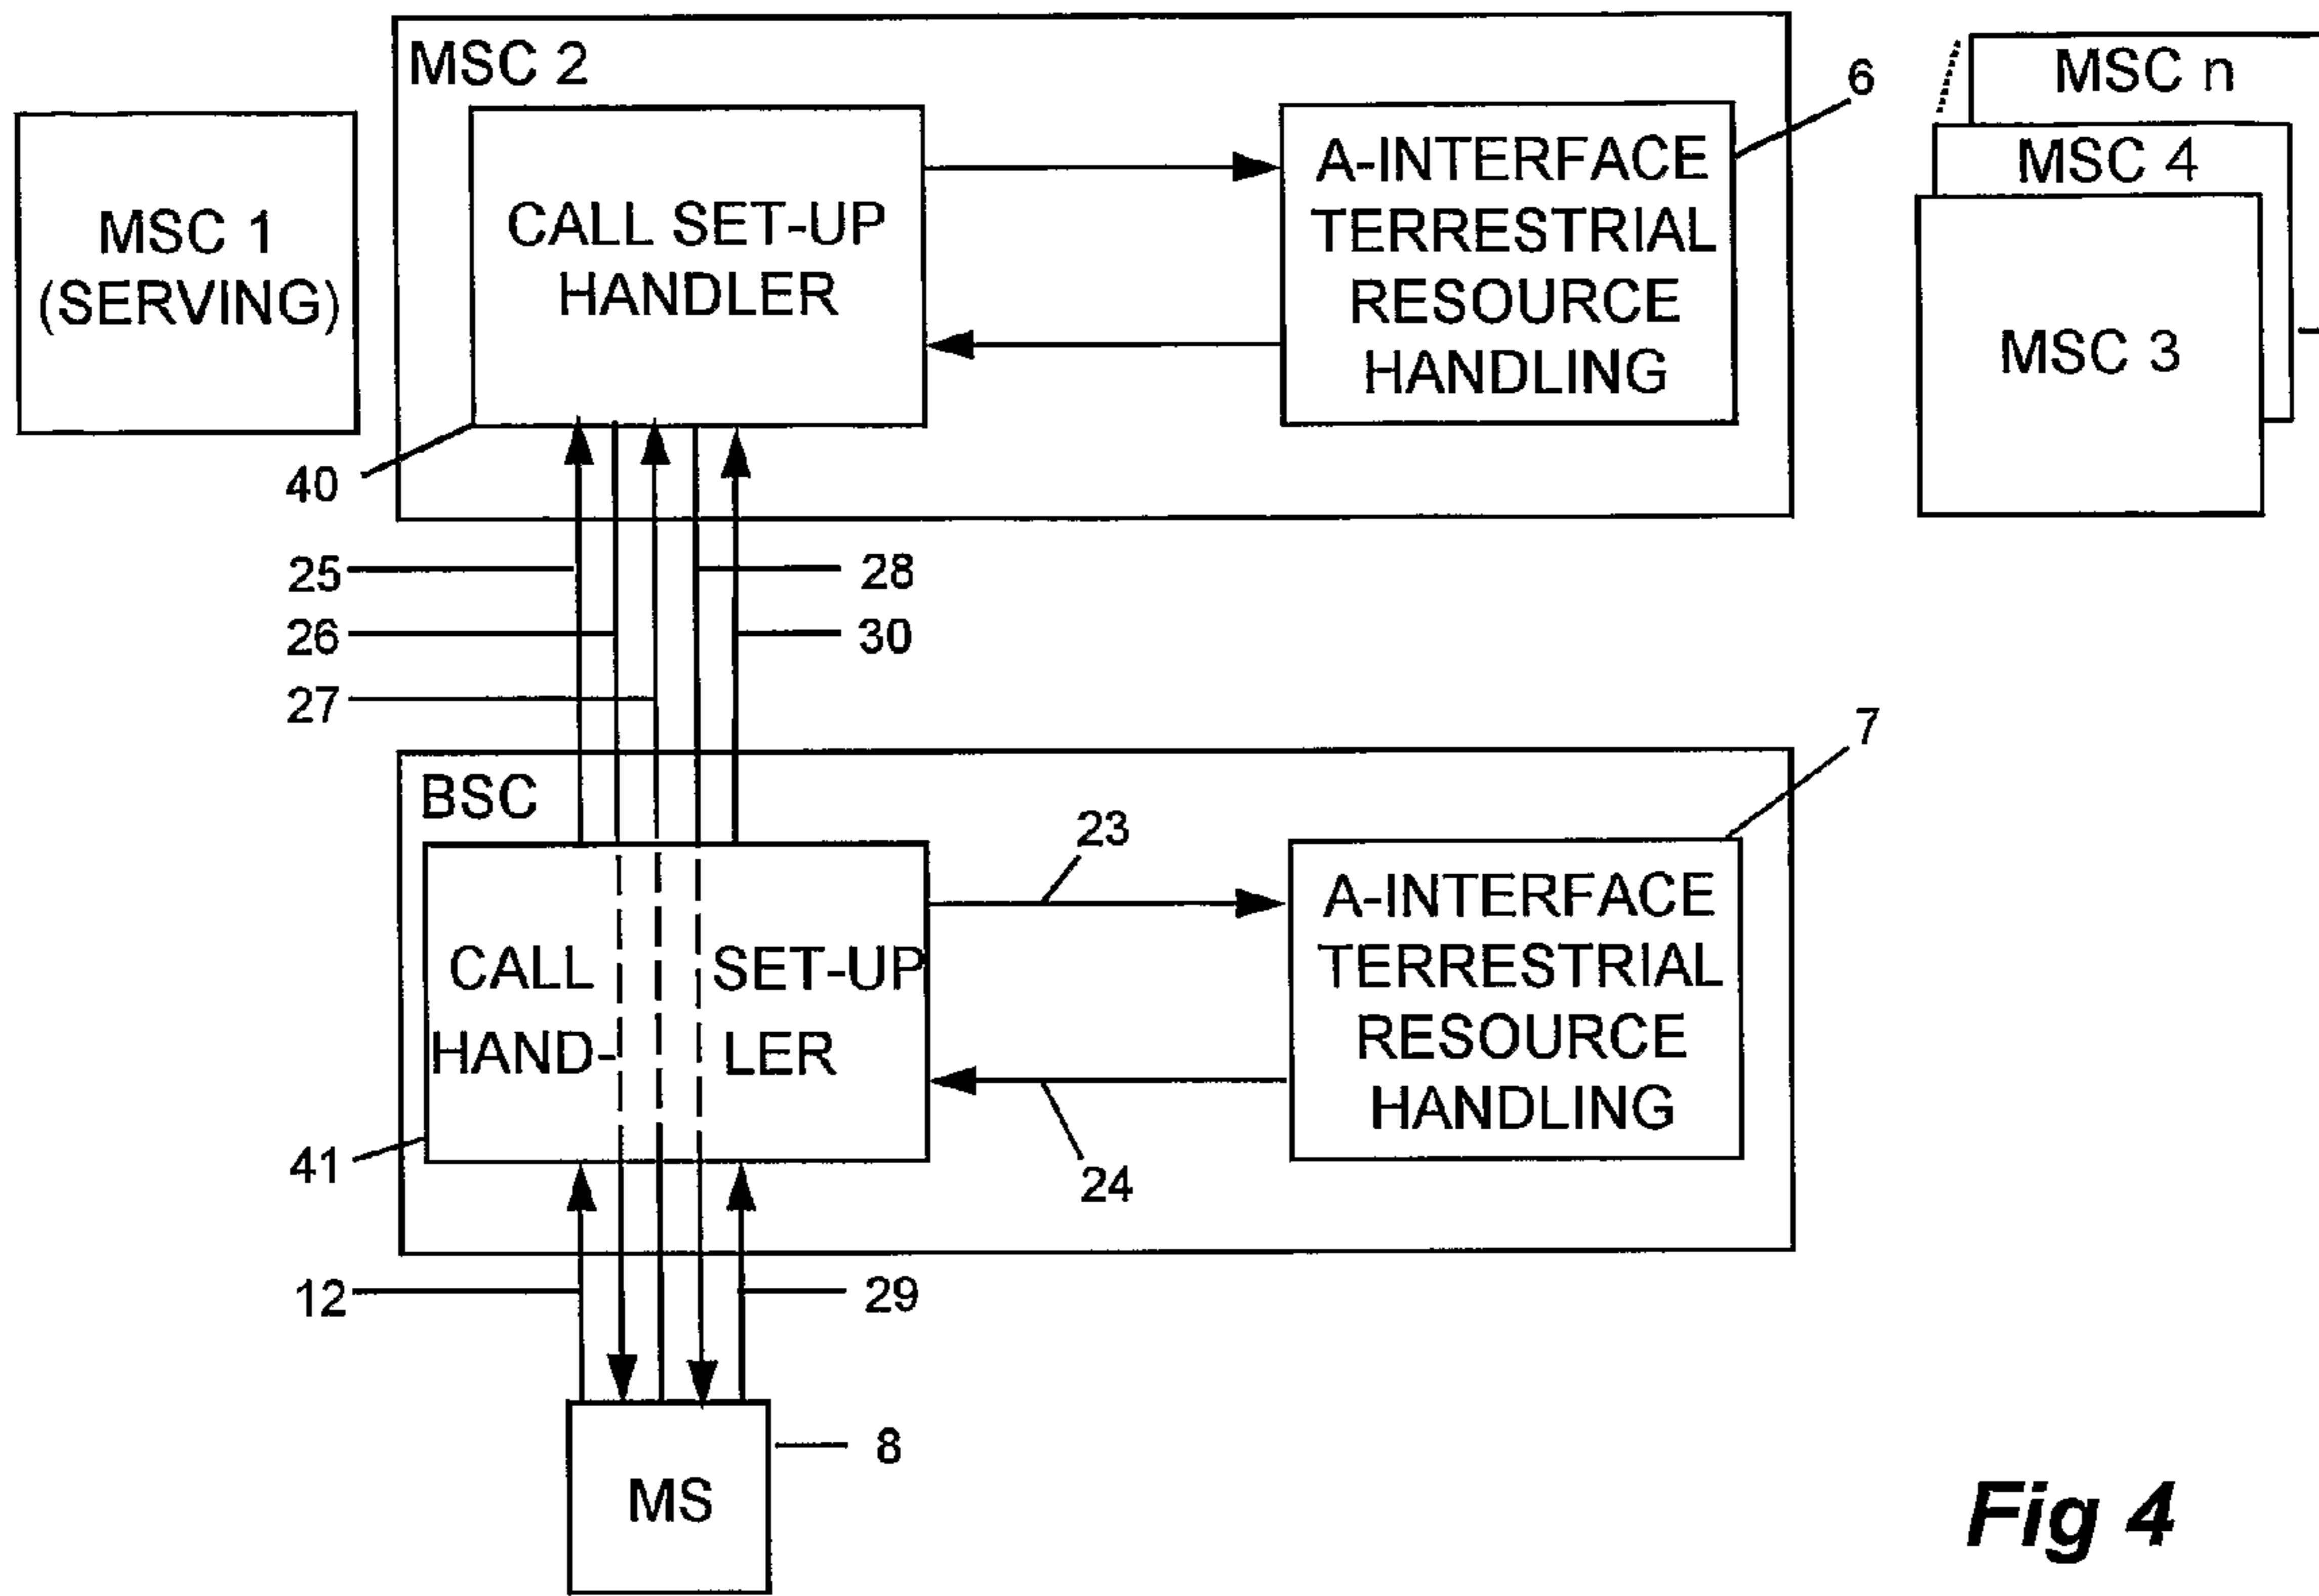 MSC 2
MSC n
6
MSC 4
MSC 1
(SERVING)
CALL SET-UP
HANDLER
A-INTERFACE
TERRESTRIAL
RESOURCE
HANDLING
MSC 3
40
25
28
26
30
27
7
BSC
23
CALL SET-UP
HAND- LER
A-INTERFACE
TERRESTRIAL
RESOURCE
HANDLING
41
24
12
29
8
MS
Fig 4